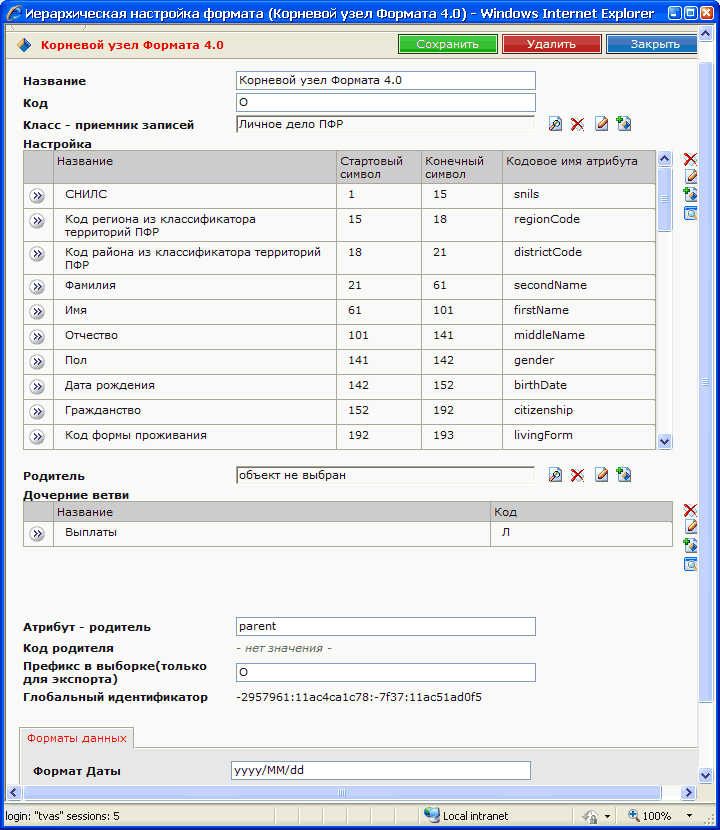 Иерархическая настройка формата (Корневой узел Формата 4.0) - Windows Internet Explorer
Корневой узел Формата 4.0 Сохранить Удалить Закрыть
Название Корневой узел Формата 4.0
Код О
Класс - приемник записей Личное дело ПФР
Настройка
Название Стартовый символ Конечный символ Кодовое имя атрибута
СНИЛС 1 15 snils
Код региона из классификатора территорий ПФР 15 18 regionCode
Код района из классификатора территорий ПФР 18 21 districtCode
Фамилия 21 61 secondName
Имя 61 101 firstName
Отчество 101 141 middleName
Пол 141 142 gender
Дата рождения 142 152 birthDate
Гражданство 152 192 citizenship
Код формы проживания 192 193 livingForm
Родитель объект не выбран
Дочерние ветви
Название Код
Выплаты Л
Атрибут - родитель parent
Код родителя - нет значения -
Префикс в выборке(только для экспорта) О
Глобальный идентификатор -2957961:11ac4ca1c78:-7f37:11ac51ad0f5
Форматы данных
Формат Даты yyyy/MM/dd
login: "tvas" sessions: 5 Local intranet 100%